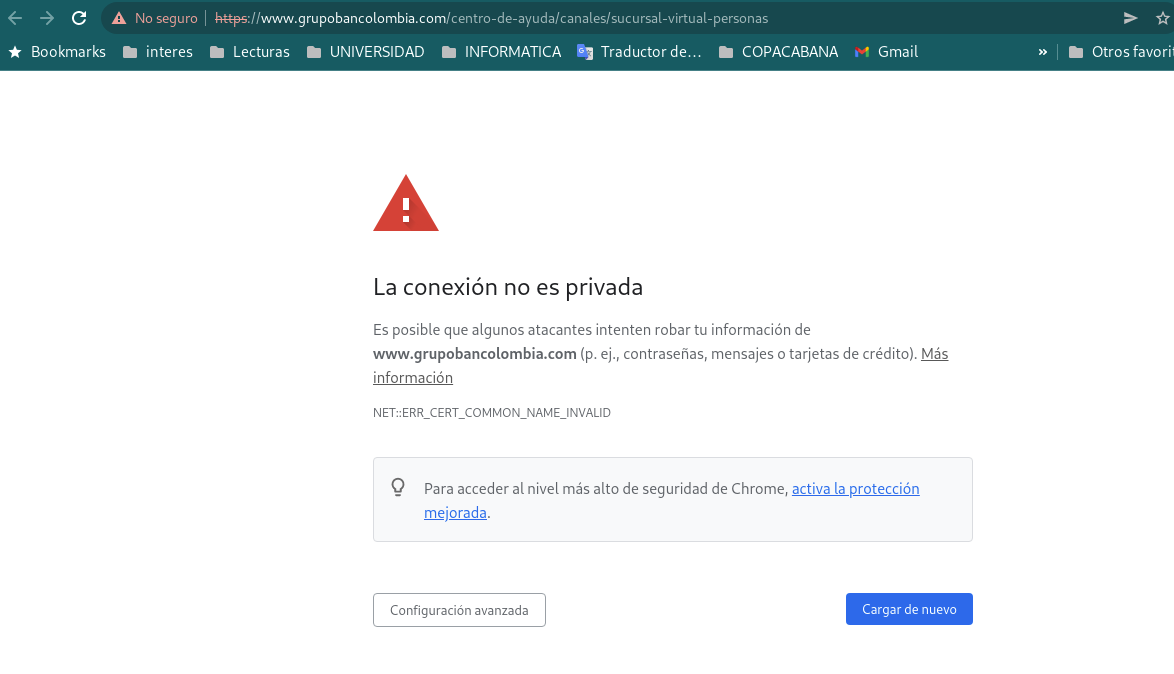 No seguro
https://www.grupobancolombia.com/centro-de-ayuda/canales/sucursal-virtual-personas
Bookmarks interes Lecturas UNIVERSIDAD INFORMATICA Traductor de... COPACABANA Gmail » Otros favorit
La conexión no es privada
Es posible que algunos atacantes intenten robar tu información de
www.grupobancolombia.com (p. ej., contraseñas, mensajes o tarjetas de crédito). Más
información
NET::ERR_CERT_COMMON_NAME_INVALID
Para acceder al nivel más alto de seguridad de Chrome, activa la protección
mejorada.
Configuración avanzada
Cargar de nuevo